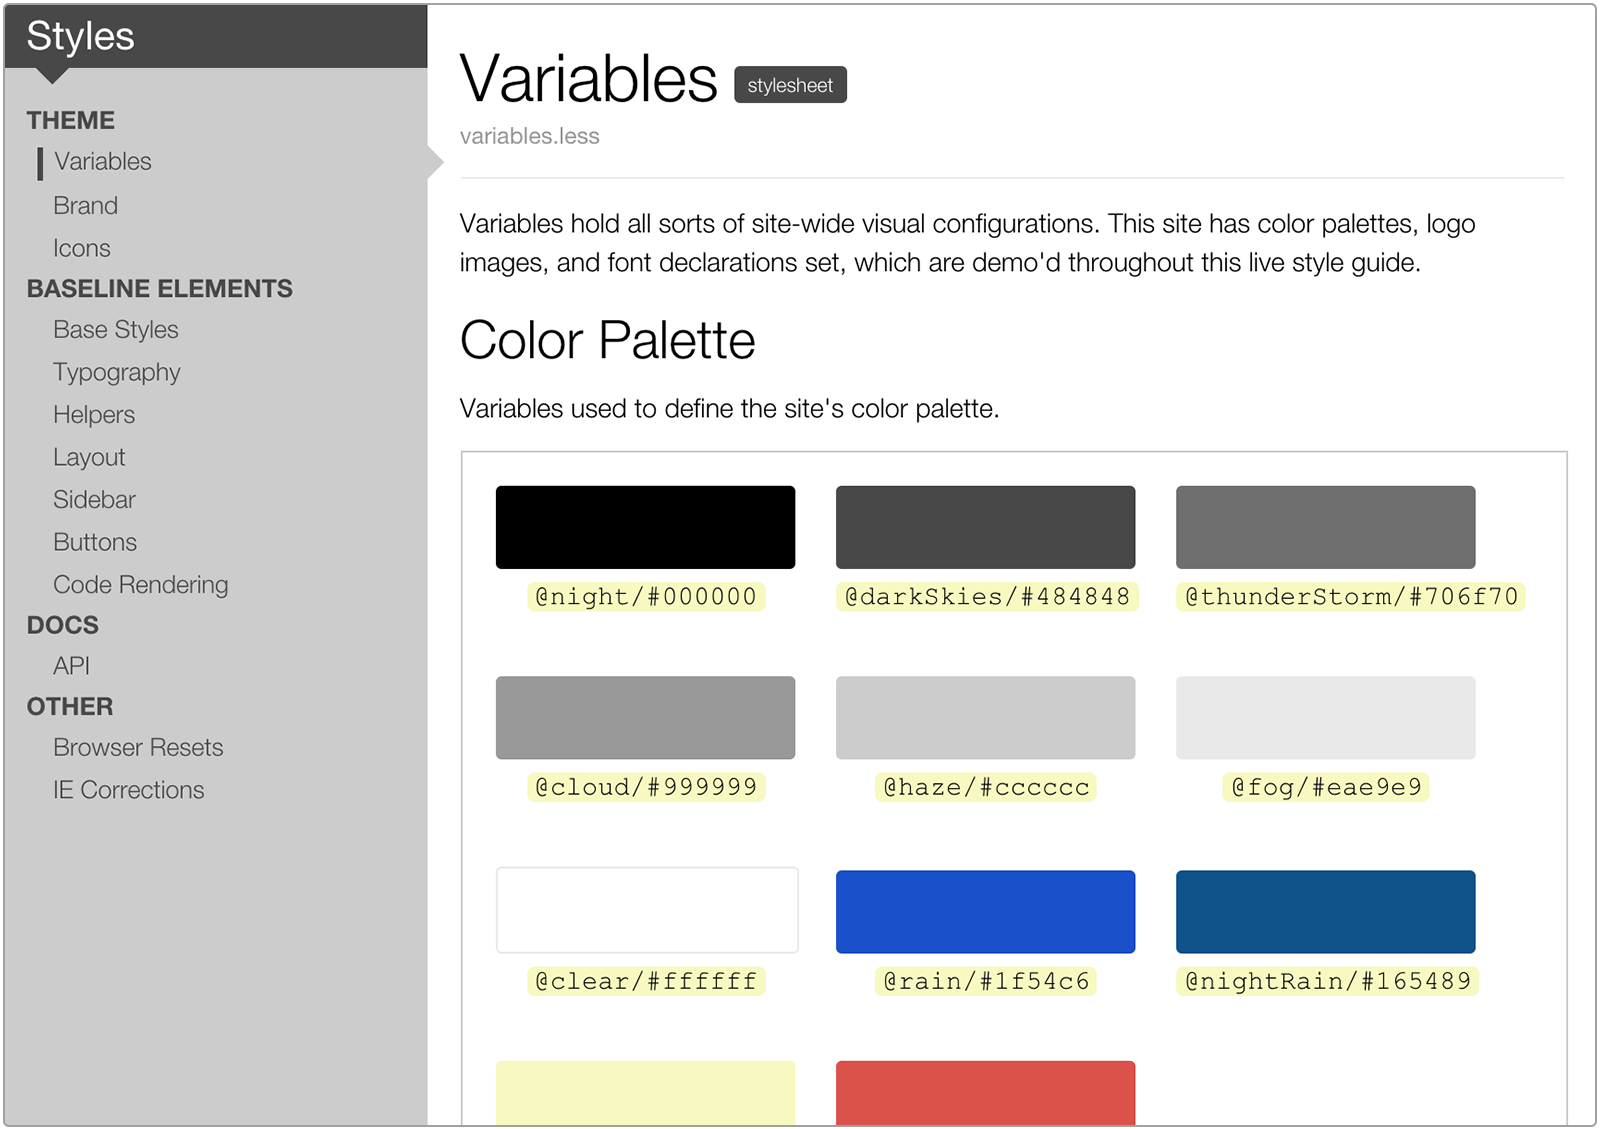 Styles
THEME
Variables
Brand
Icons
BASELINE ELEMENTS
Base Styles
Typography
Helpers
Layout
Sidebar
Buttons
Code Rendering
DOCS
API
OTHER
Browser Resets
IE Corrections
Variables stylesheet
variables.less
Variables hold all sorts of site-wide visual configurations. This site has color palettes, logo
images, and font declarations set, which are demo'd throughout this live style guide.
Color Palette
Variables used to define the site's color palette.
@night/#000000
@darkSkies/#484848
@thunderStorm/#706f70
@cloud/#999999
@haze/#cccccc
@fog/#eae9e9
@clear/#ffffff
@rain/#1f54c6
@nightRain/#165489